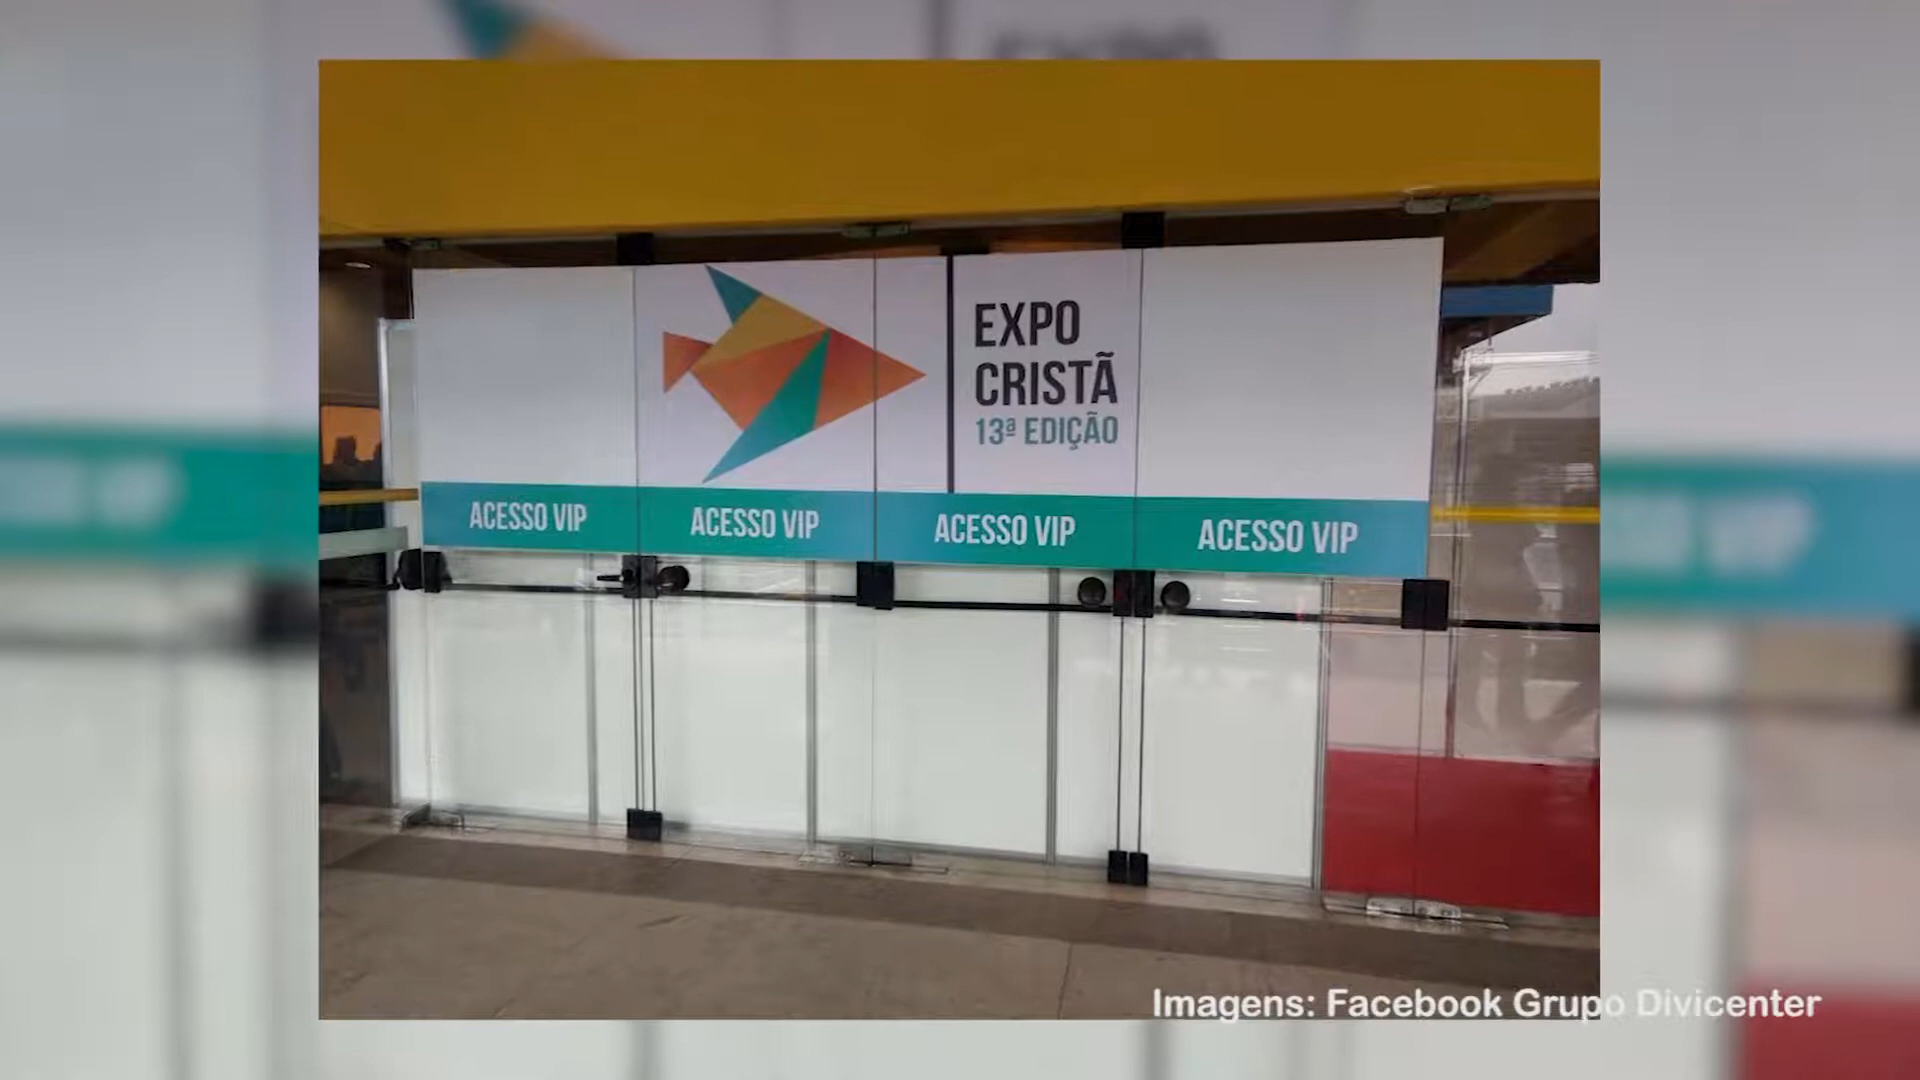 EXPO
CRISTÃ
13ª EDIÇÃO
ACESSO VIP
ACESSO VIP
ACESSO VIP
ACESSO VIP
Imagens: Facebook Grupo Divicenter